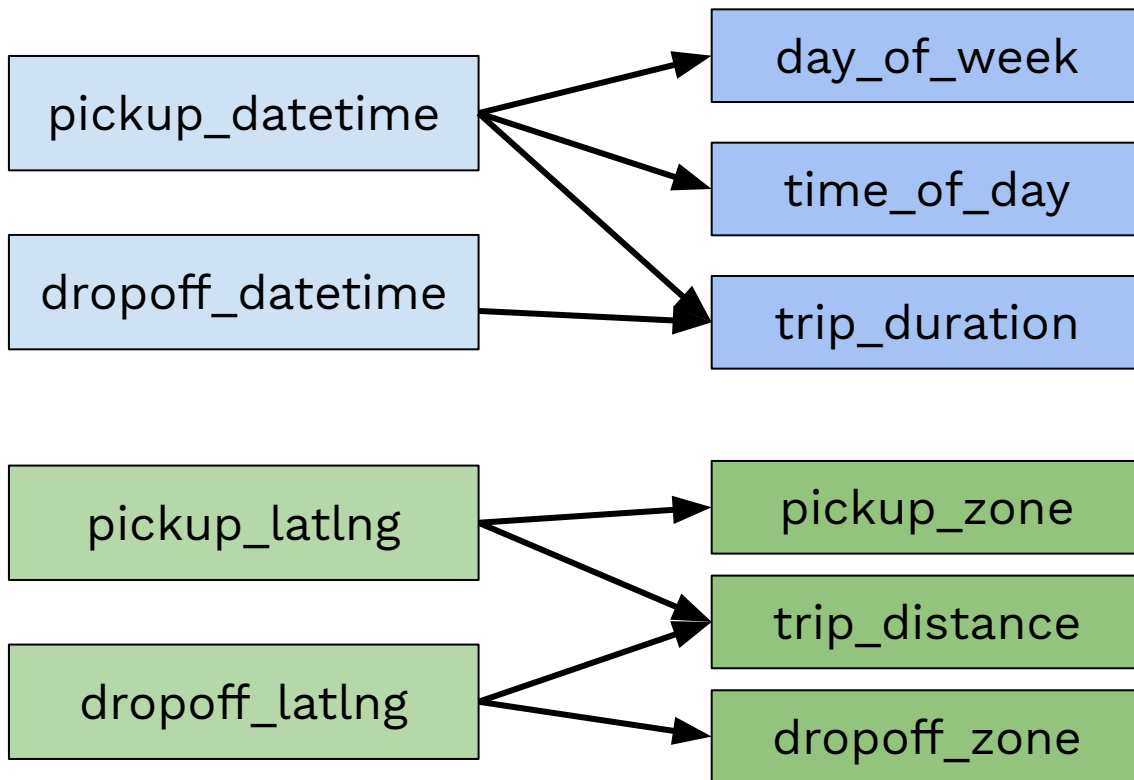 pickup_datetime
dropoff_datetime
day_of_week
time_of_day
trip_duration
pickup_latlng
dropoff_latlng
pickup_zone
trip_distance
dropoff_zone